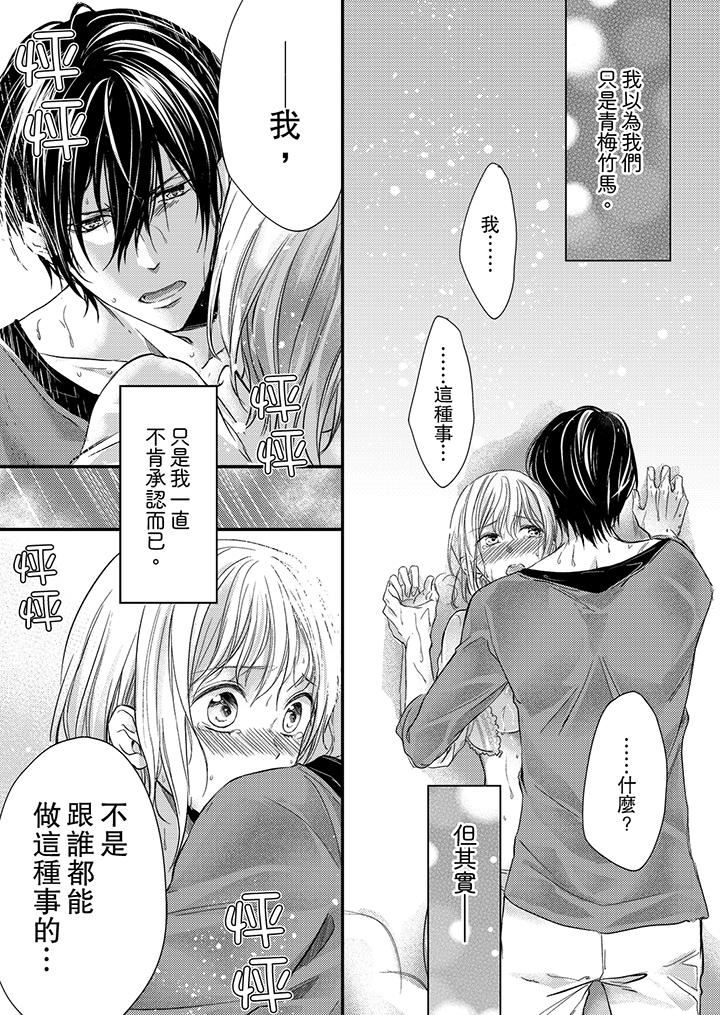 我以為我們
只是青梅竹馬。
我……
……這種事…
……什麼?
但其實——
——我，
怦怦
怦怦
怦怦
只是我一直
不肯承認而已。
怦怦
不是
跟誰都能
做這種事的…
怦怦